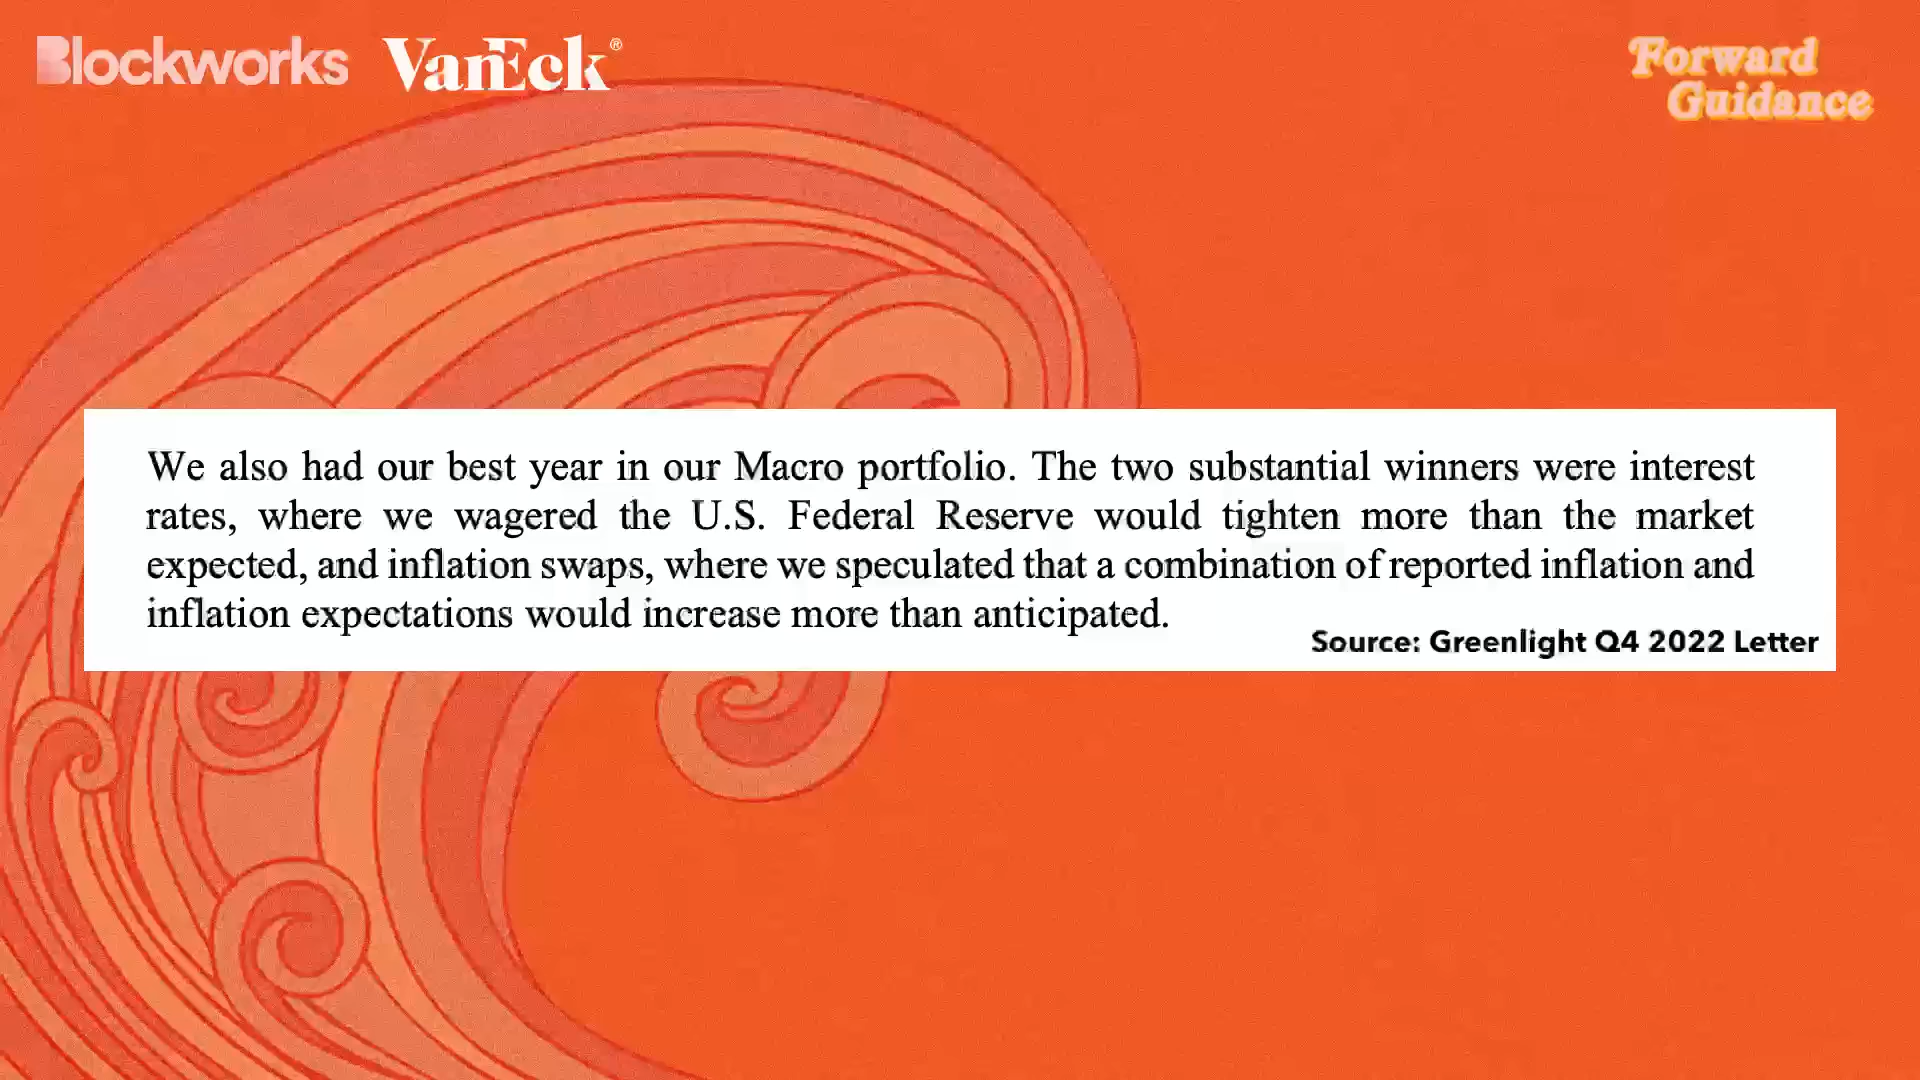 Blockworks VanEck®
Forward
Guidance
We also had our best year in our Macro portfolio. The two substantial winners were interest
rates, where we wagered the U.S. Federal Reserve would tighten more than the market
expected, and inflation swaps, where we speculated that a combination of reported inflation and
inflation expectations would increase more than anticipated.
Source: Greenlight Q4 2022 Letter